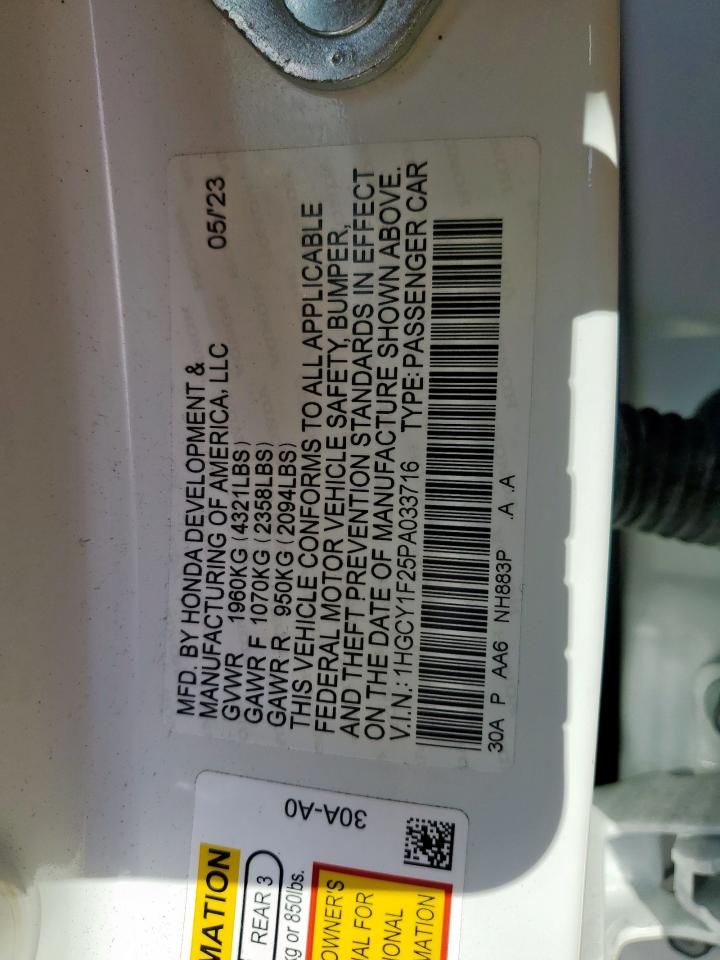 MFD. BY HONDA DEVELOPMENT &
MANUFACTURING OF AMERICA, LLC 05/'23
GVWR 1960KG (4321LBS)
GAWR F 1070KG (2358LBS)
GAWR R 950KG (2094LBS)
THIS VEHICLE CONFORMS TO ALL APPLICABLE
FEDERAL MOTOR VEHICLE SAFETY, BUMPER,
AND THEFT PREVENTION STANDARDS IN EFFECT
ON THE DATE OF MANUFACTURE SHOWN ABOVE.
V.I.N.: 1HGCY1F25PA033716 TYPE: PASSENGER CAR
30A P AA6 NH883P .A .A
30A-A0
MATION
REAR 3
kg or 850lbs.
OWNER'S
AL FOR
IONAL
MATION